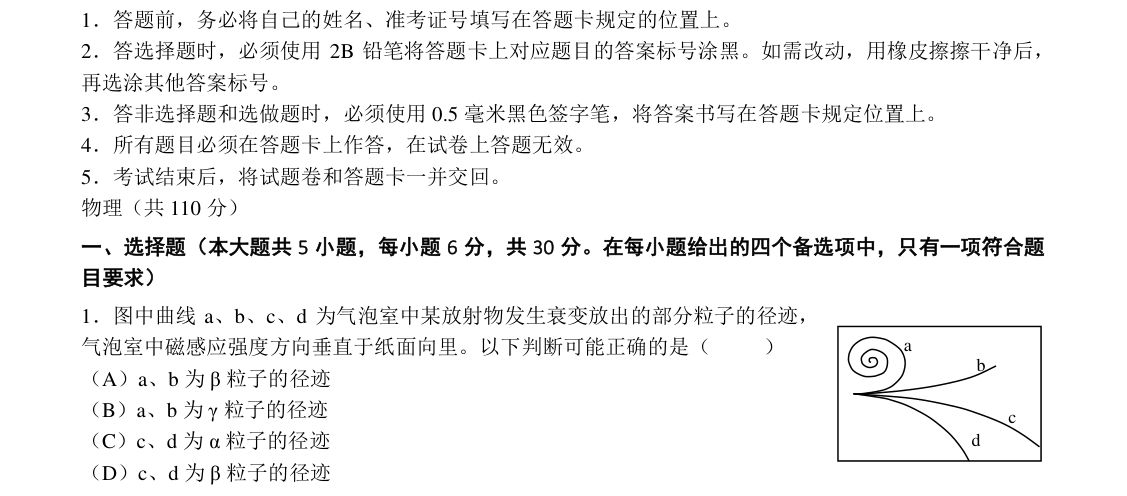 1．答题前，务必将自己的姓名、准考证号填写在答题卡规定的位置上。
2．答选择题时，必须使用 2B 铅笔将答题卡上对应题目的答案标号涂黑。如需改动，用橡皮擦擦干净后，
再选涂其他答案标号。
3．答非选择题和选做题时，必须使用 0.5 毫米黑色签字笔，将答案书写在答题卡规定位置上。
4．所有题目必须在答题卡上作答，在试卷上答题无效。
5．考试结束后，将试题卷和答题卡一并交回。
物理（共 110 分）
一、选择题（本大题共 5 小题，每小题 6 分，共 30 分。在每小题给出的四个备选项中，只有一项符合题
目要求）
1．图中曲线 a、b、c、d 为气泡室中某放射物发生衰变放出的部分粒子的径迹，
气泡室中磁感应强度方向垂直于纸面向里。以下判断可能正确的是（　　）
（A）a、b 为 β 粒子的径迹
（B）a、b 为 γ 粒子的径迹
（C）c、d 为 α 粒子的径迹
（D）c、d 为 β 粒子的径迹
a
b
c
d